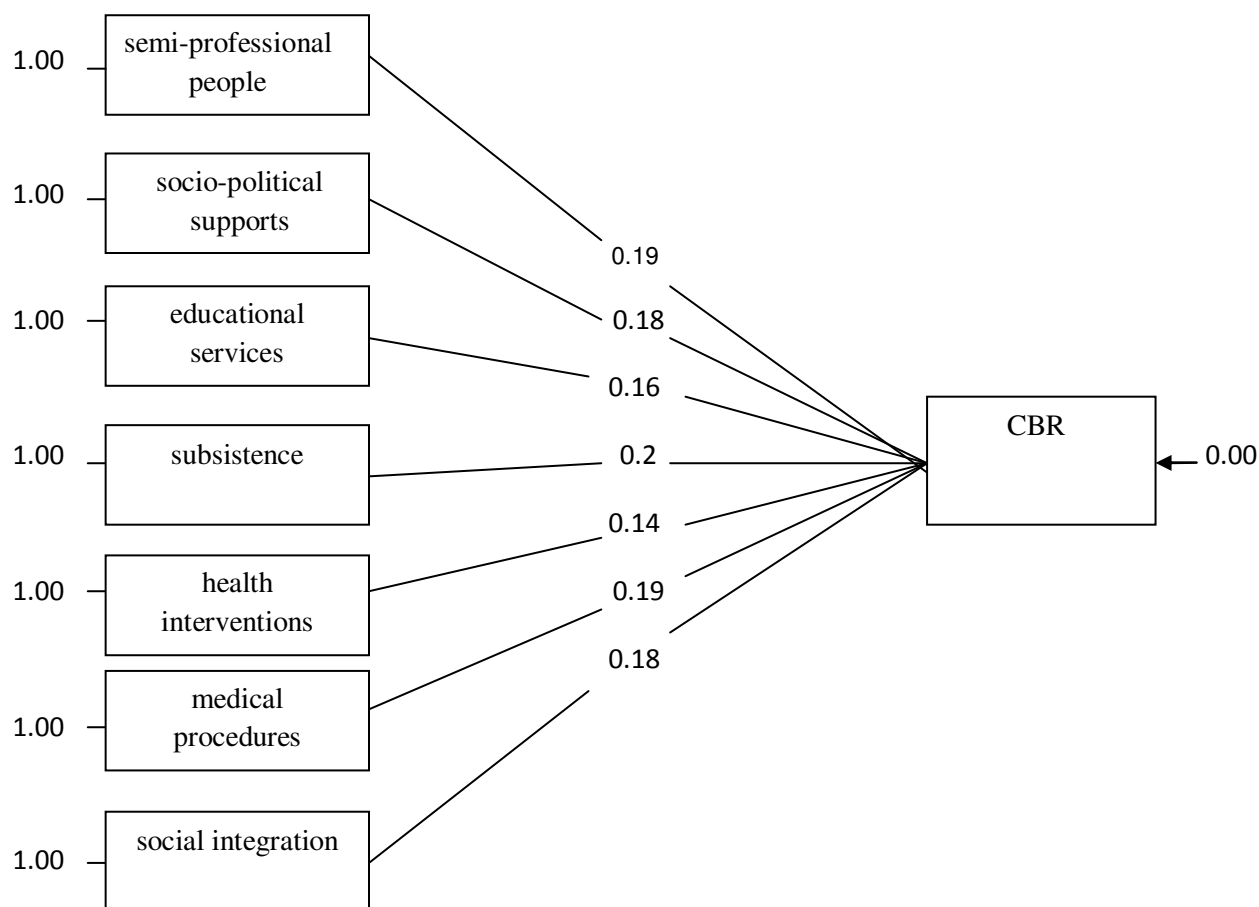 1.00
semi-professional
people
1.00
socio-political
supports
1.00
educational
services
1.00
subsistence
1.00
health
interventions
1.00
medical
procedures
1.00
social integration
0.19
0.18
0.16
0.2
0.14
0.19
0.18
CBR
0.00